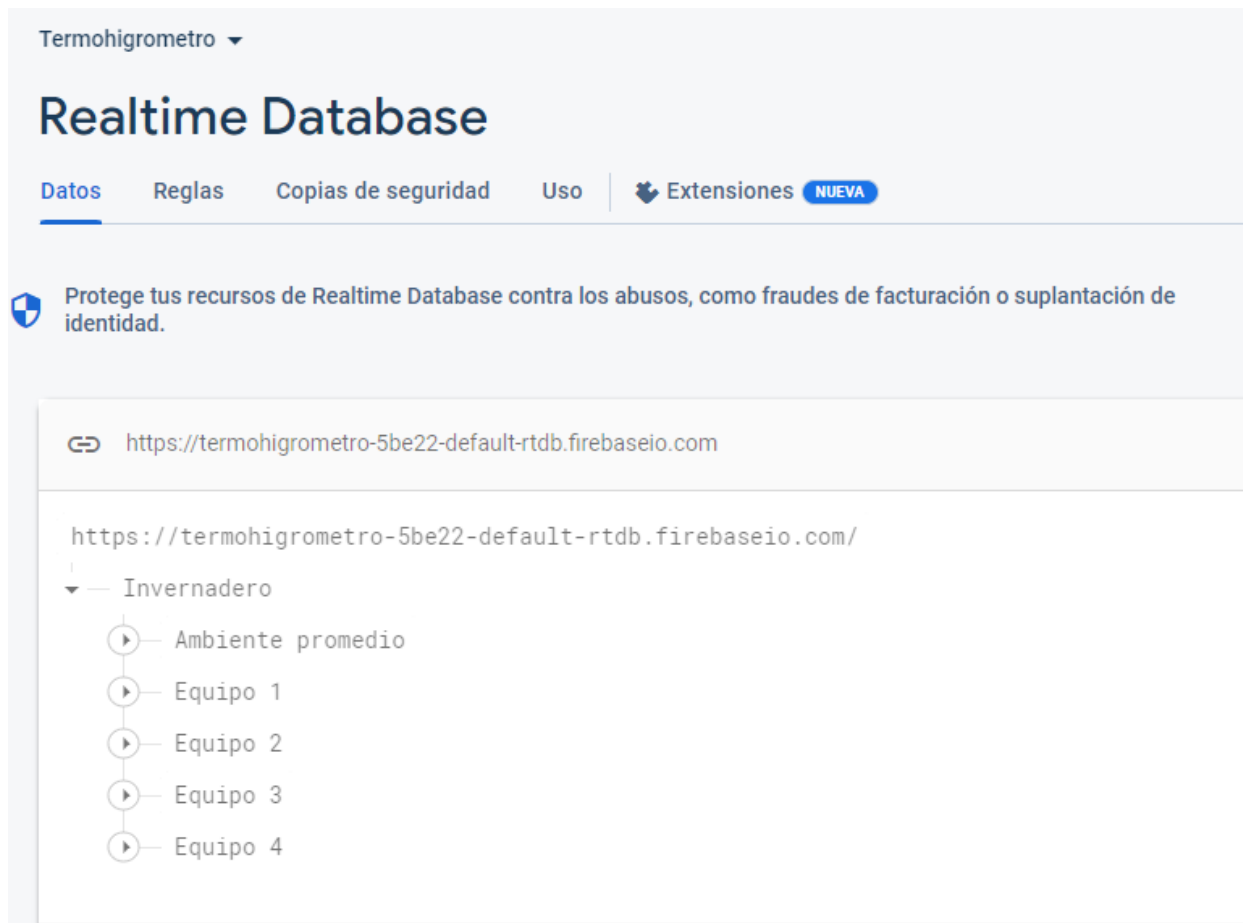 Termohigrometro
Realtime Database
Datos Reglas Copias de seguridad Uso Extensiones NUEVA
Protege tus recursos de Realtime Database contra los abusos, como fraudes de facturación o suplantación de
identidad.
https://termohigrometro-5be22-default-rtdb.firebaseio.com
https://termohigrometro-5be22-default-rtdb.firebaseio.com/
Invernadero
Ambiente promedio
Equipo 1
Equipo 2
Equipo 3
Equipo 4